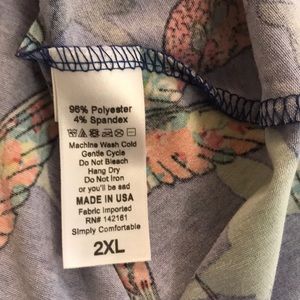 96% Polyester
4% Spandex
Machine Wash Cold
Gentle Cycle
Do Not Bleach
Hang Dry
Do Not Iron
or you'll be sad
MADE IN USA
Fabric Imported
RN# 142161
Simply Comfortable
2XL